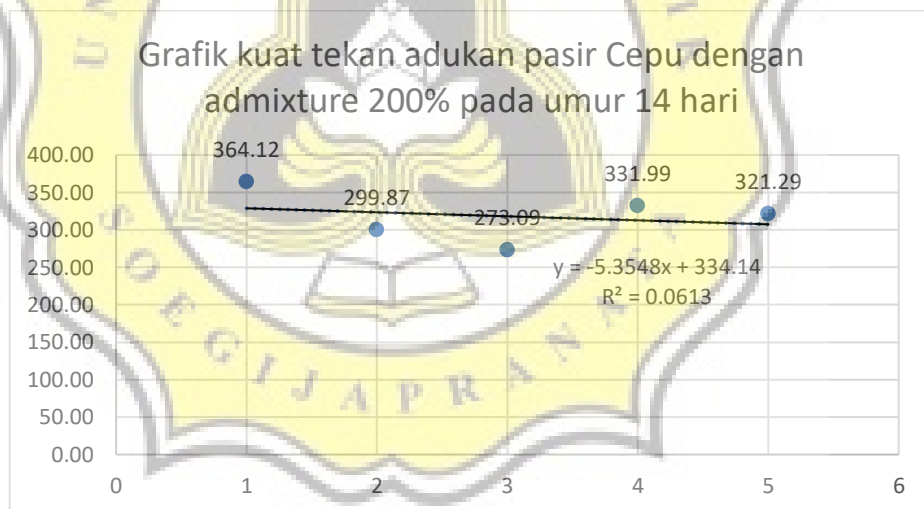 Grafik kuat tekan adukan pasir Cepu dengan
admixture 200% pada umur 14 hari
400.00
350.00
300.00
250.00
200.00
150.00
100.00
50.00
0.00
364.12
299.87
273.09
331.99
321.29
y = -5.3548x + 334.14
R² = 0.0613
0 1 2 3 4 5 6
SOEGIJAPRANATA